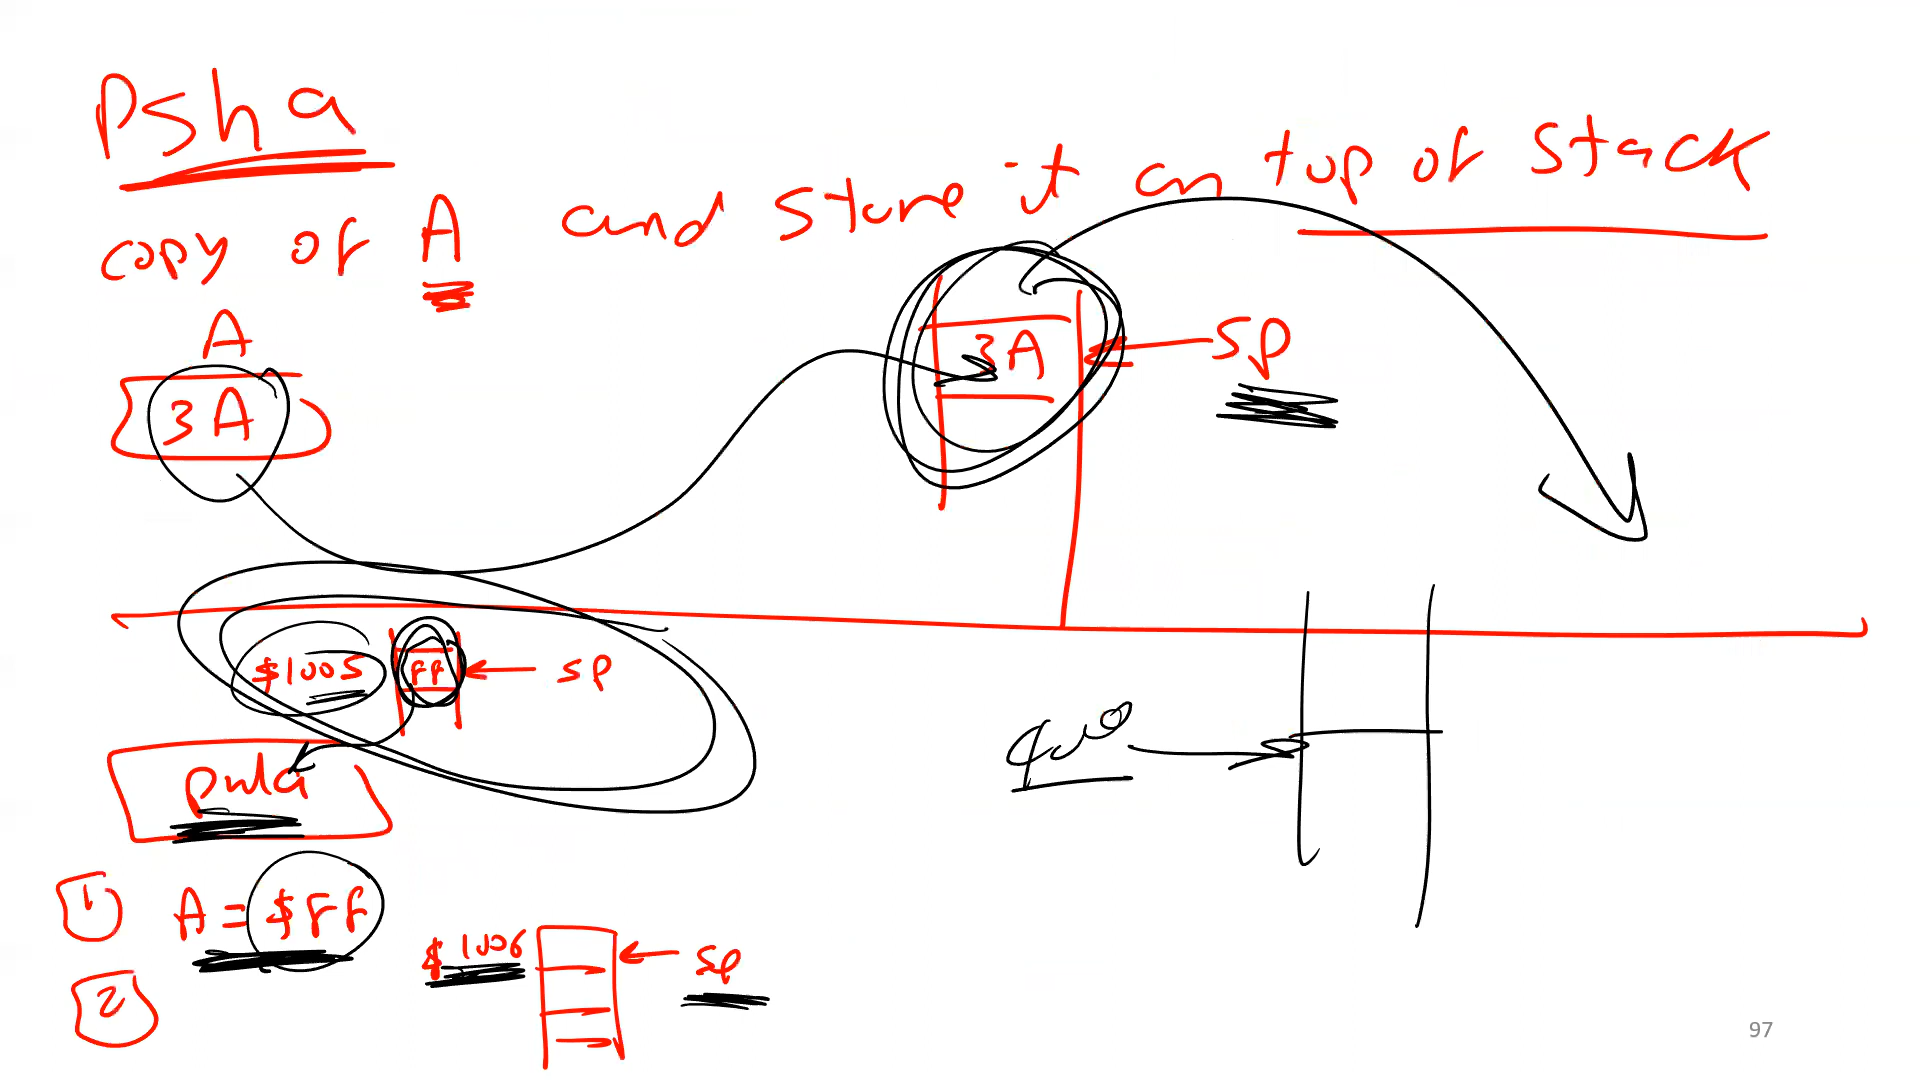 Psha
copy of A and store it on top of stack
A
3A
3A
SP
$1005 FF SP
pula
1 A = $FF
$1006 SP
2
97